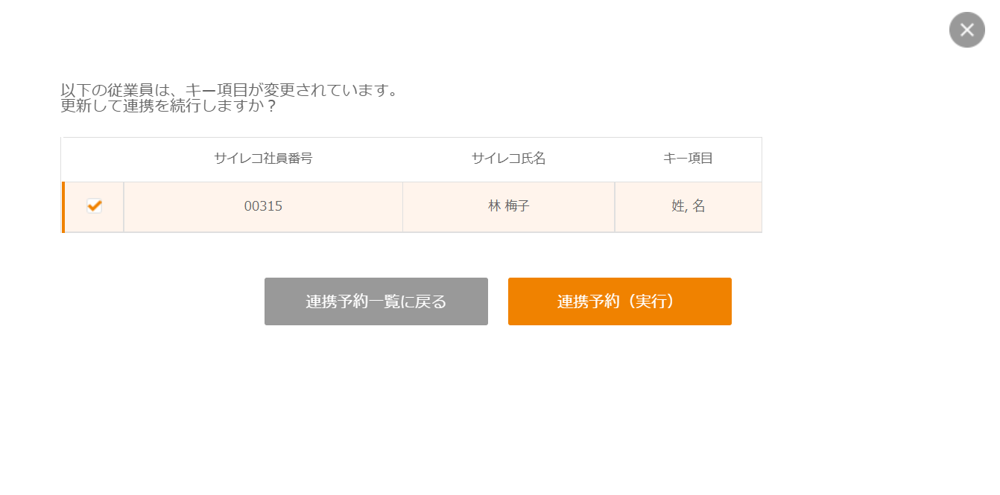 以下の従業員は、キー項目が変更されています。
更新して連携を続行しますか？
サイレコ社員番号 サイレコ氏名 キー項目
00315 林 梅子 姓, 名
連携予約一覧に戻る 連携予約（実行）